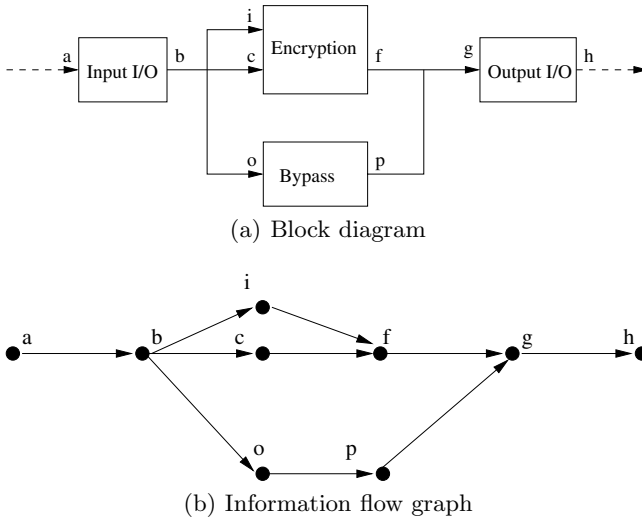 i
a
Input I/O
b
c
Encryption
f
g
Output I/O
h
o
Bypass
p
(a) Block diagram
i
a
b
c
f
g
h
o
p
(b) Information flow graph